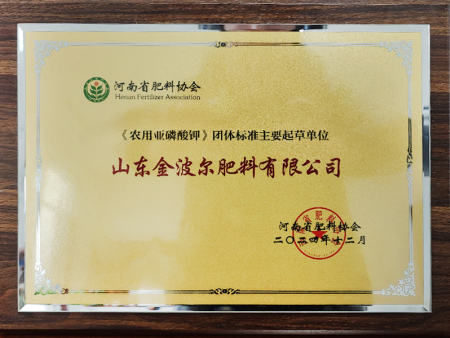 河南省肥料协会
Henan Fertilizer Association
《农用亚磷酸钾》团体标准主要起草单位
山东金波尔肥料有限公司
河南省肥料协会
二〇二四年十二月